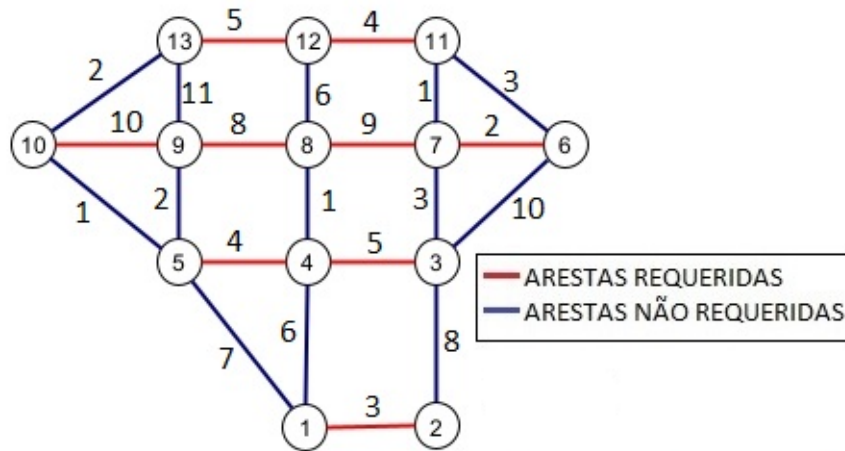 5 4
13 12 11
2 11 6 1 3
10 8 9 2
10 9 8 7 6
1 2 1 3 10
4 5
5 4 3
7 6 8
3
1 2
ARESTAS REQUERIDAS
ARESTAS NÃO REQUERIDAS